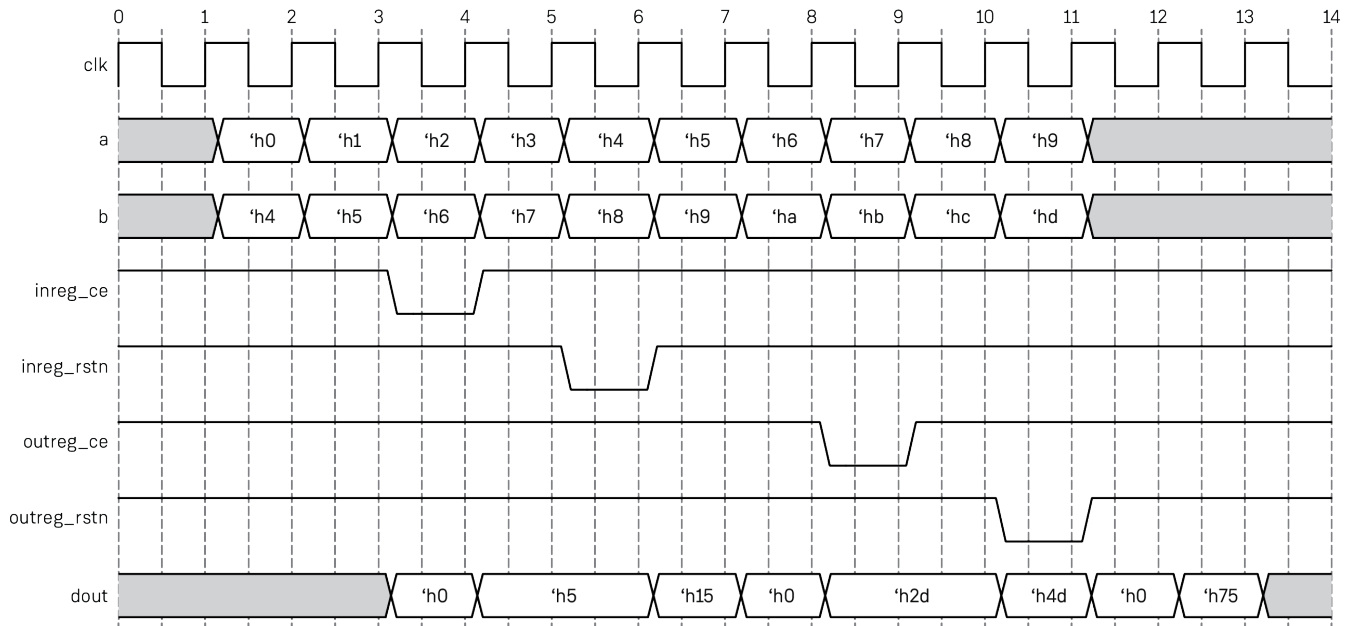 0 1 2 3 4 5 6 7 8 9 10 11 12 13 14
clk
a ‘h0 ‘h1 ‘h2 ‘h3 ‘h4 ‘h5 ‘h6 ‘h7 ‘h8 ‘h9
b ‘h4 ‘h5 ‘h6 ‘h7 ‘h8 ‘h9 ‘ha ‘hb ‘hc ‘hd
inreg_ce
inreg_rstn
outreg_ce
outreg_rstn
dout ‘h0 ‘h5 ‘h15 ‘h0 ‘h2d ‘h4d ‘h0 ‘h75